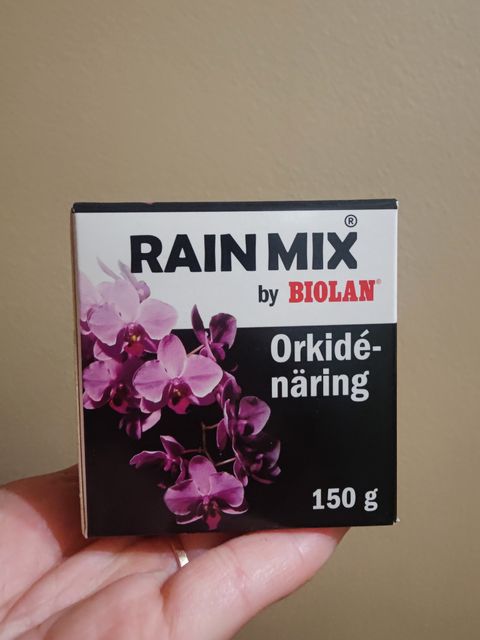 RAIN MIX®
by BIOLAN®
Orkidé-
näring
150 g